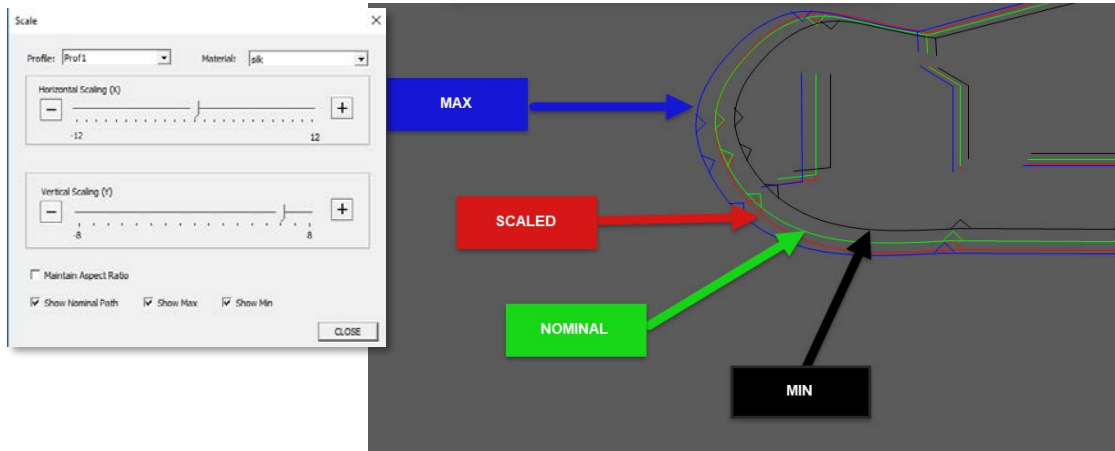 Scale
Profile: Prof1 Material: silk
Horizontal Scaling (X)
-12 12
Vertical Scaling (Y)
-8 8
Maintain Aspect Ratio
Show Nominal Path Show Max Show Min
CLOSE
MAX
SCALED
NOMINAL
MIN